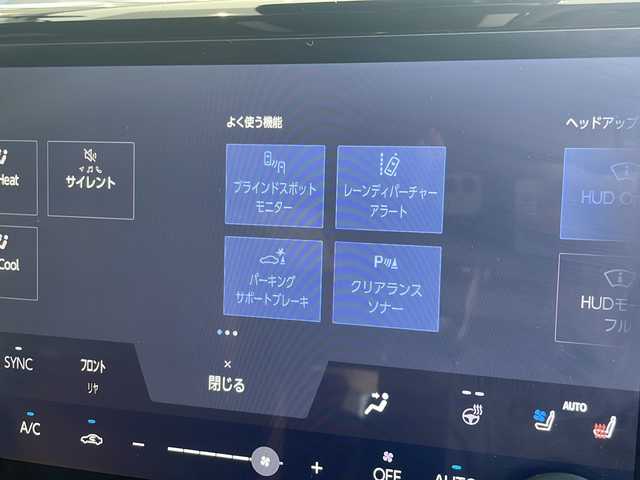 よく使う機能
ヘッドアップ
Heat
サイレント
ブラインドスポット
モニター
レーンディパーチャー
アラート
HUD
Cool
パーキング
サポートブレーキ
P
クリアランス
ソナー
HUDモ
フル
SYNC
フロント
リヤ
×
閉じる
A/C
−
+
OFF
AUTO
AUTO